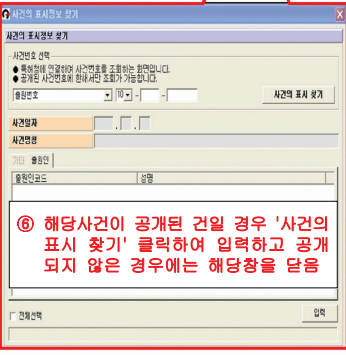 사건의 표시정보 찾기
사건의 표시정보 찾기
사건번호 선택
● 특허청에 연결하여 사건번호를 조회하는 화면입니다.
● 공개된 사건번호에 한해서만 조회가 가능합니다.
출원번호 10 - - 사건의 표시 찾기
사건일자 . .
사건명칭
기타 출원인
출원인코드 성명
⑥ 해당사건이 공개된 건일 경우 '사건의
표시 찾기' 클릭하여 입력하고 공개
되지 않은 경우에는 해당창을 닫음
전체선택 입력